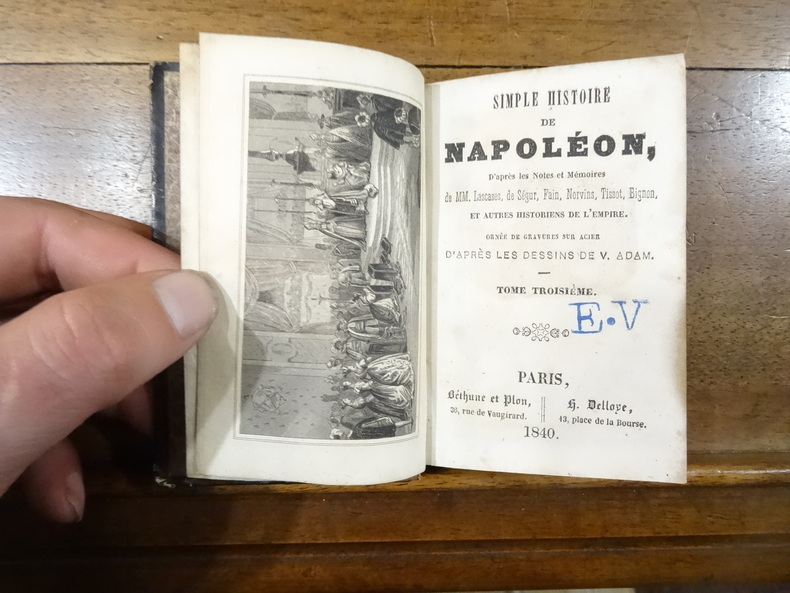 SIMPLE HISTOIRE
DE
NAPOLÉON,
D'après les Notes et Mémoires
de MM. Lascases, de Ségur, Fain, Norvins, Tissot, Bignon,
ET AUTRES HISTORIENS DE L'EMPIRE.
ORNÉE DE GRAVURES SUR ACIER
D'APRÈS LES DESSINS DE V. ADAM.
TOME TROISIÈME.
E.V
PARIS,
Béthune et Plon,
36, rue de Vaugirard.
H. Delloye,
13, place de la Bourse.
1840.